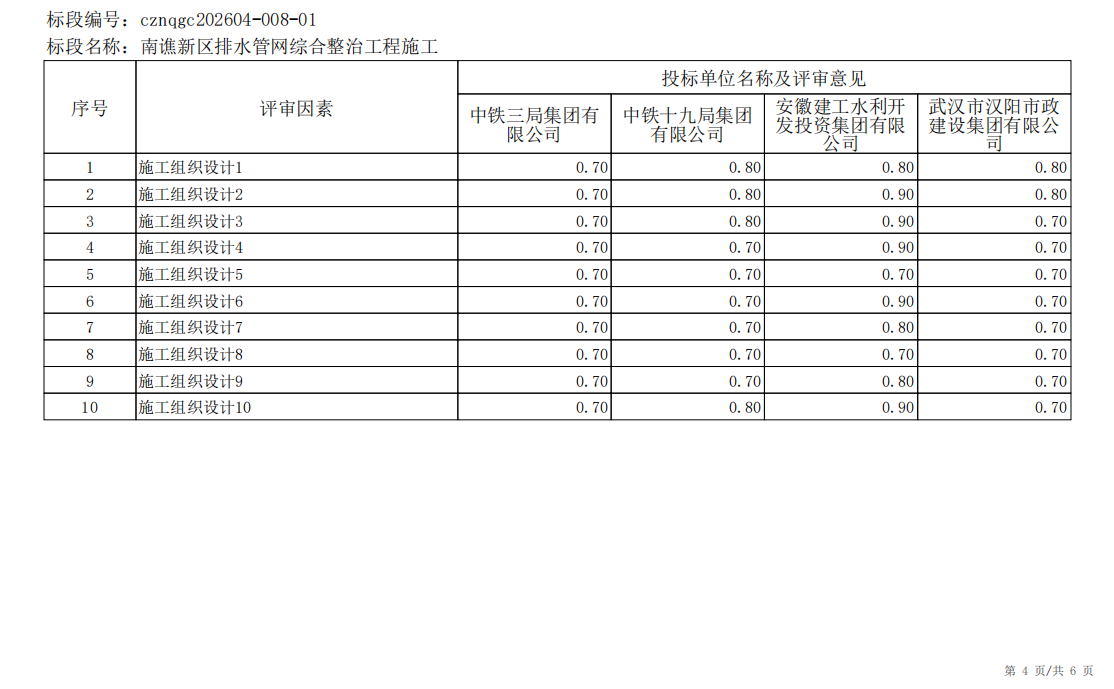 标段编号：cznqgc202604-008-01
标段名称：南谯新区排水管网综合整治工程施工
序号 评审因素 投标单位名称及评审意见
中铁三局集团有限公司 中铁十九局集团有限公司 安徽建工水利开发投资集团有限公司 武汉市汉阳市政建设集团有限公司
1 施工组织设计1 0.70 0.80 0.80 0.80
2 施工组织设计2 0.70 0.80 0.90 0.80
3 施工组织设计3 0.70 0.80 0.90 0.70
4 施工组织设计4 0.70 0.70 0.90 0.70
5 施工组织设计5 0.70 0.70 0.70 0.70
6 施工组织设计6 0.70 0.70 0.90 0.70
7 施工组织设计7 0.70 0.70 0.80 0.70
8 施工组织设计8 0.70 0.70 0.70 0.70
9 施工组织设计9 0.70 0.70 0.80 0.70
10 施工组织设计10 0.70 0.80 0.90 0.70
第 4 页/共 6 页